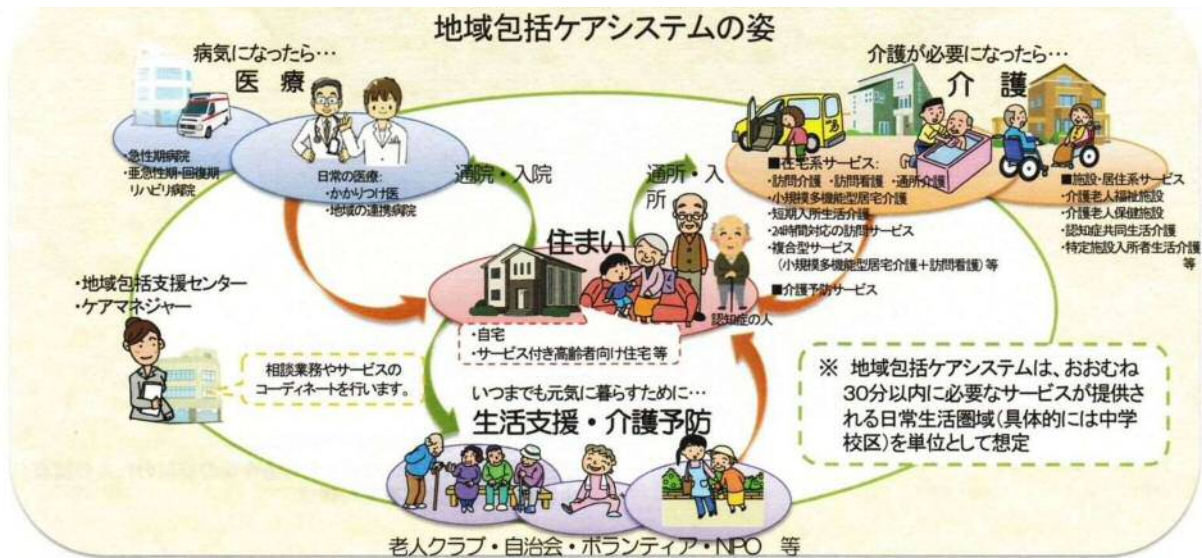 地域包括ケアシステムの姿
病気になったら…
医 療
・急性期病院
・亜急性期・回復期
リハビリ病院
日常の医療:
・かかりつけ医
・地域の連携病院
通院・入院
通所・入
所
介護が必要になったら…
介 護
■在宅系サービス:
・訪問介護 ・訪問看護 ・通所介護
・小規模多機能型居宅介護
・短期入所生活介護
・24時間対応の訪問サービス
・複合型サービス
（小規模多機能型居宅介護＋訪問看護）等
■介護予防サービス
■施設・居住系サービス
・介護老人福祉施設
・介護老人保健施設
・認知症共同生活介護
・特定施設入所者生活介護
等
住まい
認知症の人
・自宅
・サービス付き高齢者向け住宅 等
・地域包括支援センター
・ケアマネジャー
相談業務やサービスの
コーディネートを行います。
いつまでも元気に暮らすために…
生活支援・介護予防
老人クラブ・自治会・ボランティア・NPO 等
※ 地域包括ケアシステムは、おおむね
30分以内に必要なサービスが提供さ
れる日常生活圏域（具体的には中学
校区）を単位として想定